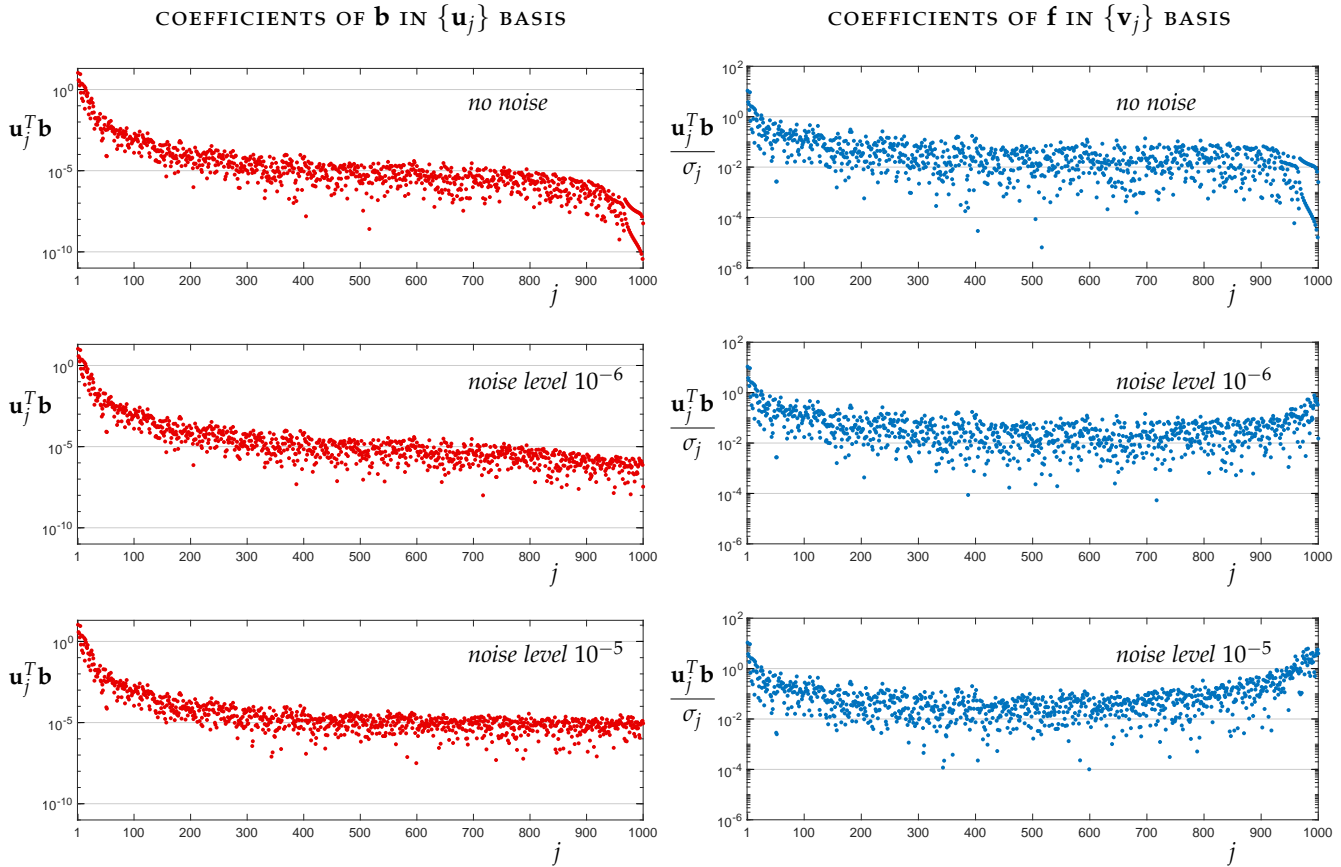 COEFFICIENTS OF b IN {u_j} BASIS
10^0
10^{-5}
10^{-10}
u_j^T b
no noise
1 100 200 300 400 500 600 700 800 900 1000
j
10^0
10^{-5}
10^{-10}
u_j^T b
noise level 10^{-6}
1 100 200 300 400 500 600 700 800 900 1000
j
10^0
10^{-5}
10^{-10}
u_j^T b
noise level 10^{-5}
1 100 200 300 400 500 600 700 800 900 1000
j
COEFFICIENTS OF f IN {v_j} BASIS
10^2
10^0
10^{-2}
10^{-4}
10^{-6}
u_j^T b
σ_j
no noise
1 100 200 300 400 500 600 700 800 900 1000
j
10^2
10^0
10^{-2}
10^{-4}
10^{-6}
u_j^T b
σ_j
noise level 10^{-6}
1 100 200 300 400 500 600 700 800 900 1000
j
10^2
10^0
10^{-2}
10^{-4}
10^{-6}
u_j^T b
σ_j
noise level 10^{-5}
1 100 200 300 400 500 600 700 800 900 1000
j